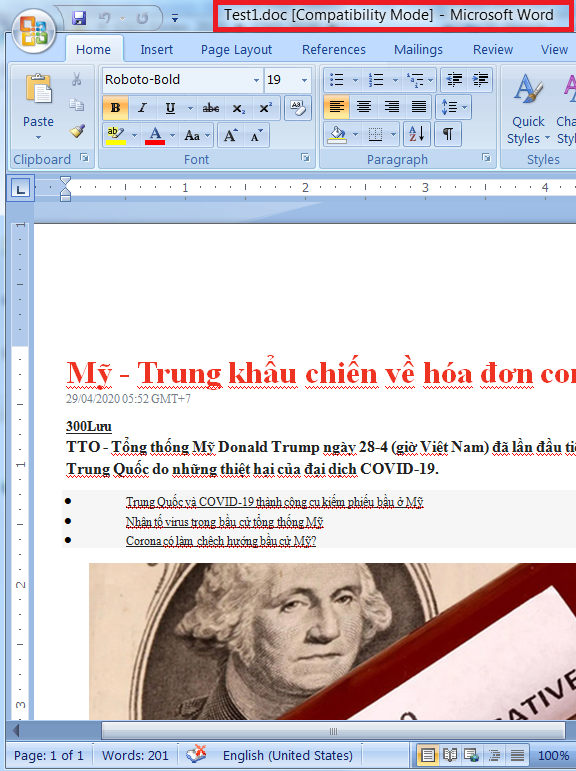 Test1.doc [Compatibility Mode] - Microsoft Word
Home Insert Page Layout References Mailings Review View
Roboto-Bold 19
Paste
B I U abc x₂ x² Aa
ab A Aa A A
Quick
Styles
Clipboard Font Paragraph Styles
L 1 2 3 4
Mỹ - Trung khẩu chiến về hóa đơn
29/04/2020 05:52 GMT+7
300Lưu
TTO - Tổng thống Mỹ Donald Trump ngày 28-4 (giờ Việt Nam) đã lần đầu
Trung Quốc do những thiệt hại của đại dịch COVID-19.
● Trung Quốc và COVID-19 thành công cụ kiếm phiếu bầu ở Mỹ
● Nhân tố virus trong bầu cử tổng thống Mỹ
● Corona có làm chệch hướng bầu cử Mỹ?
Page: 1 of 1 Words: 201 English (United States) 100%